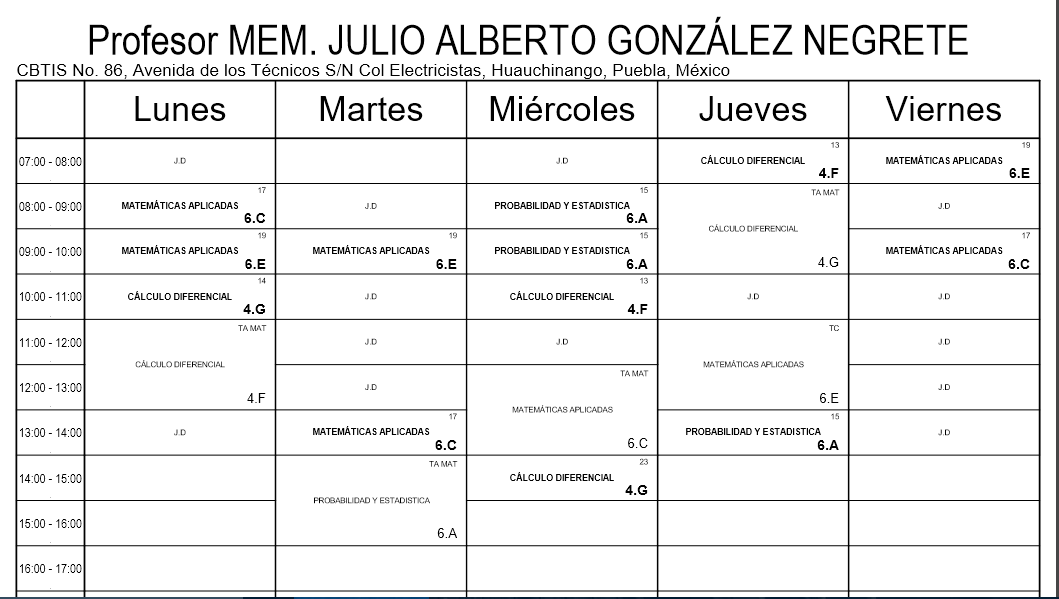 Profesor MEM. JULIO ALBERTO GONZÁLEZ NEGRETE
CBTIS No. 86, Avenida de los Técnicos S/N Col Electricistas, Huauchinango, Puebla, México
Lunes Martes Miércoles Jueves Viernes
07:00 - 08:00 J.D J.D 13 CÁLCULO DIFERENCIAL 4.F 19 MATEMÁTICAS APLICADAS 6.E
08:00 - 09:00 17 MATEMÁTICAS APLICADAS 6.C J.D 15 PROBABILIDAD Y ESTADISTICA 6.A TA MAT CÁLCULO DIFERENCIAL 4.G J.D
09:00 - 10:00 19 MATEMÁTICAS APLICADAS 6.E 19 MATEMÁTICAS APLICADAS 6.E 15 PROBABILIDAD Y ESTADISTICA 6.A 17 MATEMÁTICAS APLICADAS 6.C
10:00 - 11:00 14 CÁLCULO DIFERENCIAL 4.G J.D 13 CÁLCULO DIFERENCIAL 4.F J.D J.D
11:00 - 12:00 TA MAT CÁLCULO DIFERENCIAL 4.F J.D J.D TC MATEMÁTICAS APLICADAS 6.E J.D
12:00 - 13:00 J.D TA MAT MATEMÁTICAS APLICADAS 6.C J.D
13:00 - 14:00 J.D 17 MATEMÁTICAS APLICADAS 6.C 15 PROBABILIDAD Y ESTADISTICA 6.A J.D
14:00 - 15:00 TA MAT PROBABILIDAD Y ESTADISTICA 6.A 23 CÁLCULO DIFERENCIAL 4.G
15:00 - 16:00
16:00 - 17:00